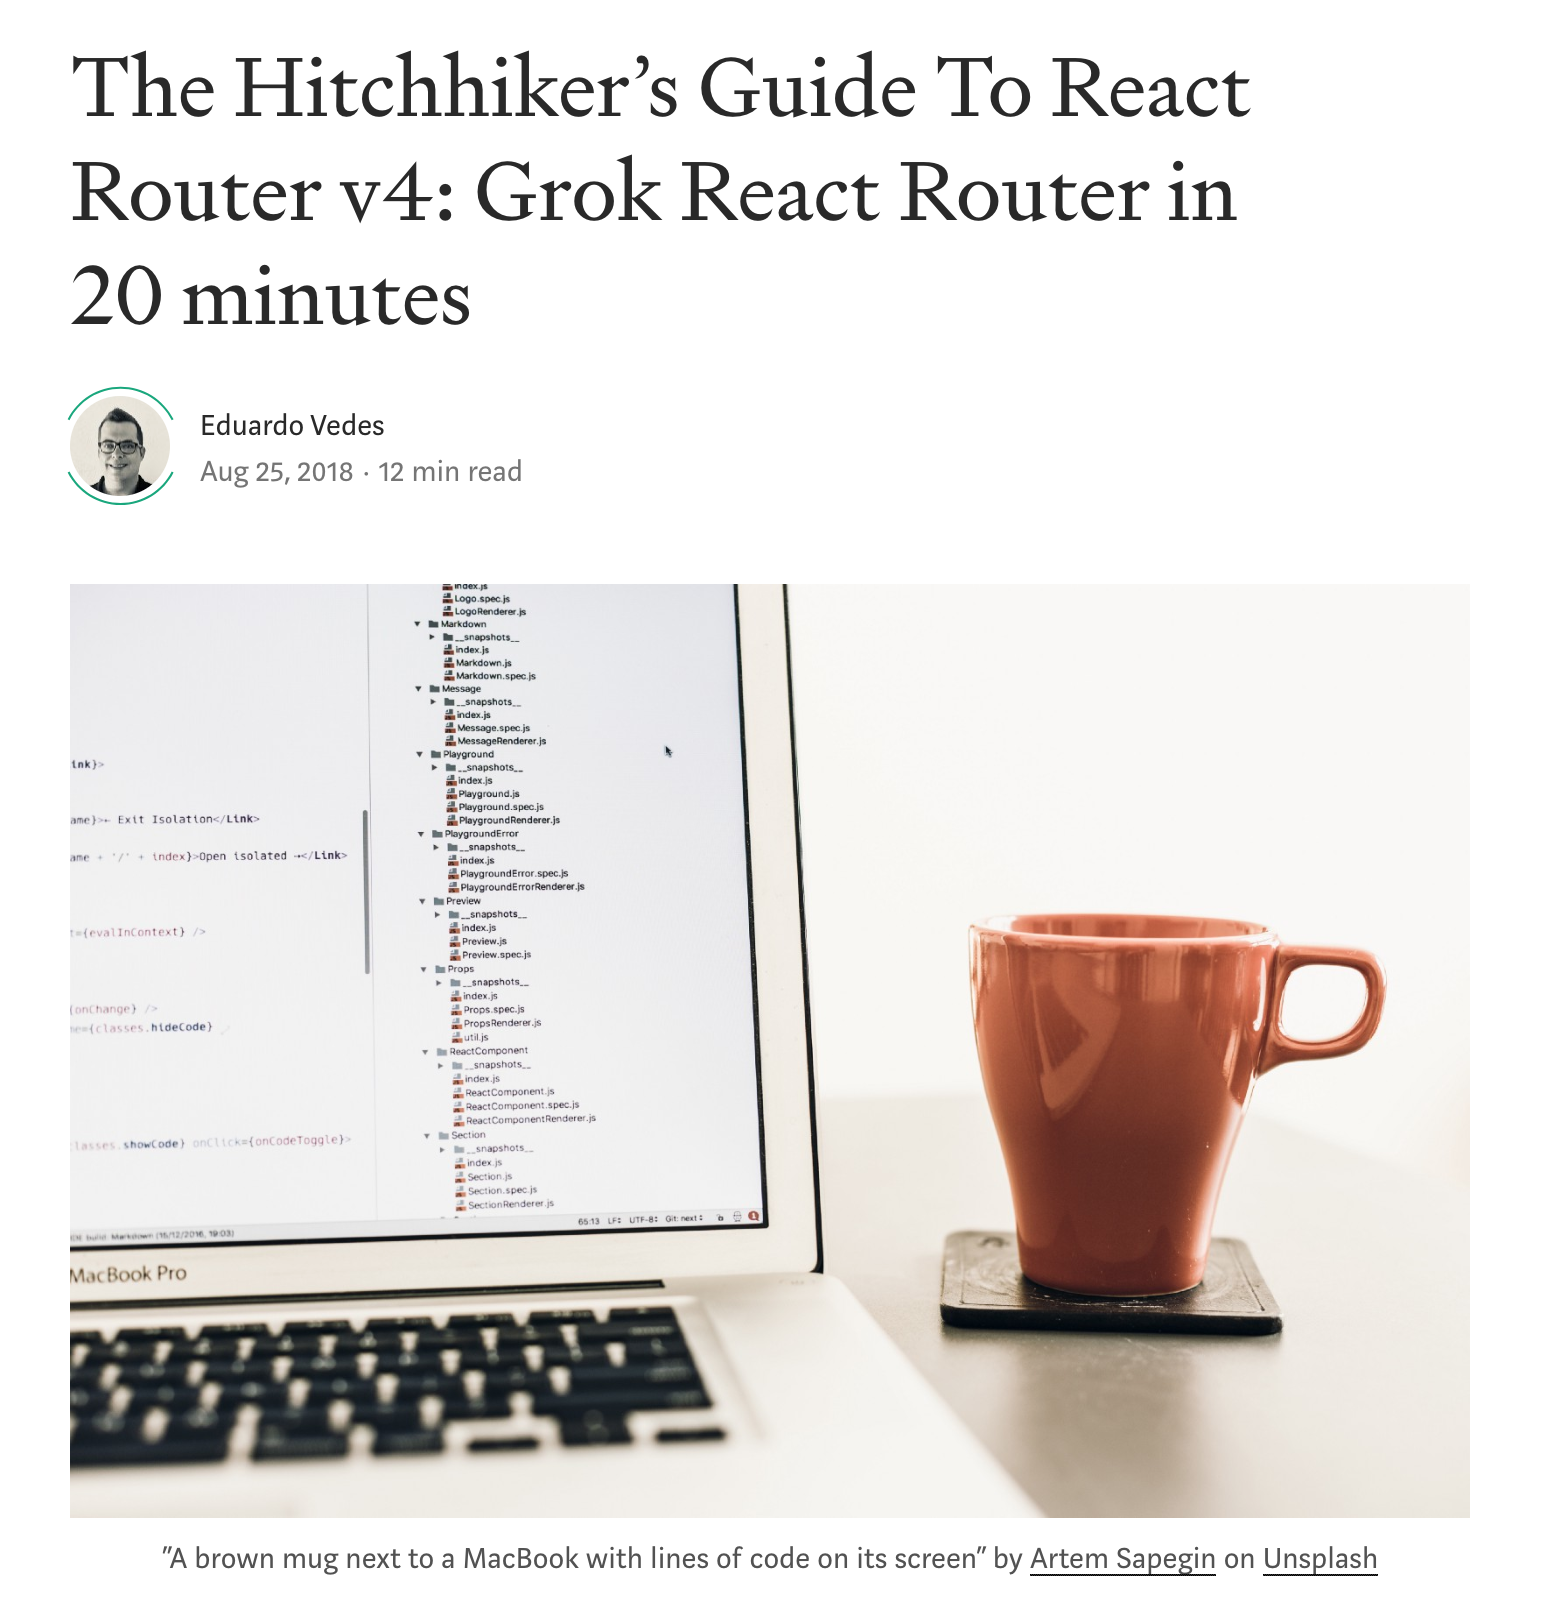 The Hitchhiker’s Guide To React
Router v4: Grok React Router in
20 minutes
Eduardo Vedes
Aug 25, 2018 · 12 min read
index.js
Logo.spec.js
LogoRenderer.js
Markdown
__snapshots__
index.js
Markdown.js
Markdown.spec.js
Message
__snapshots__
index.js
Message.spec.js
MessageRenderer.js
Playground
__snapshots__
index.js
Playground.js
Playground.spec.js
PlaygroundRenderer.js
PlaygroundError
__snapshots__
index.js
PlaygroundError.spec.js
PlaygroundErrorRenderer.js
Preview
__snapshots__
index.js
Preview.js
Preview.spec.js
Props
__snapshots__
index.js
Props.spec.js
PropsRenderer.js
util.js
ReactComponent
__snapshots__
index.js
ReactComponent.js
ReactComponent.spec.js
ReactComponentRenderer.js
Section
__snapshots__
index.js
Section.js
Section.spec.js
SectionRenderer.js
ink}>
ame}>← Exit Isolation</Link>
ame + '/' + index}>Open isolated →</Link>
t={evalInContext} />
{onChange} />
me={classes.hideCode}
lasses.showCode} onClick={onCodeToggle}>
65:13 LF UTF-8 Git: next
build: Markdown (15/12/2016, 19:03)
MacBook Pro
”A brown mug next to a MacBook with lines of code on its screen” by Artem Sapegin on Unsplash